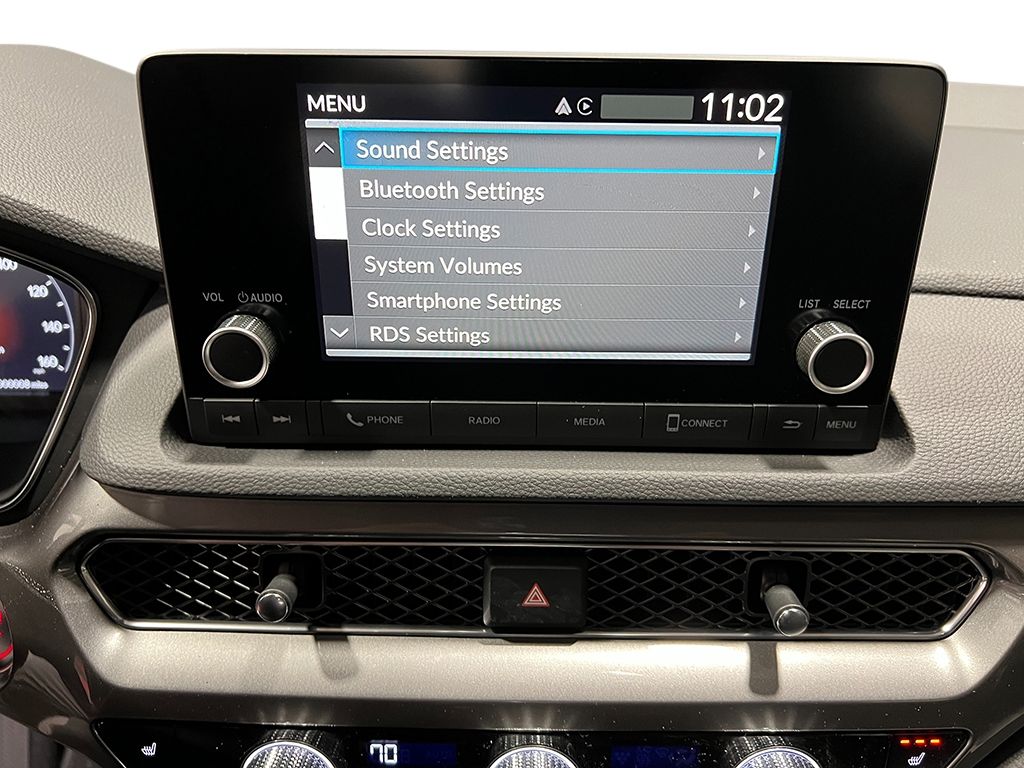 MENU 11:02
Sound Settings
Bluetooth Settings
Clock Settings
System Volumes
Smartphone Settings
RDS Settings
VOL AUDIO
LIST SELECT
PHONE RADIO MEDIA CONNECT MENU
120
140
160
miles
70